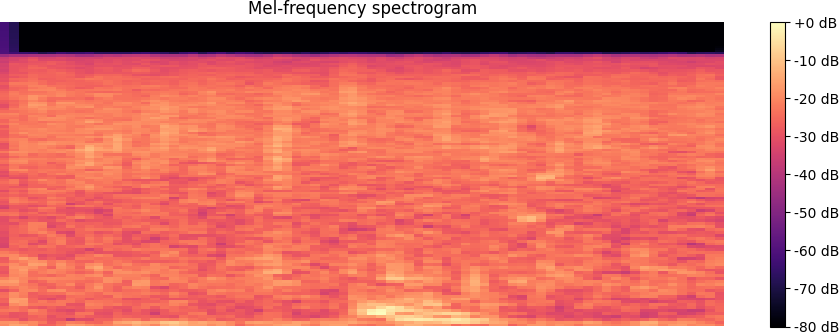 Mel-frequency spectrogram
+0 dB
-10 dB
-20 dB
-30 dB
-40 dB
-50 dB
-60 dB
-70 dB
-80 dB